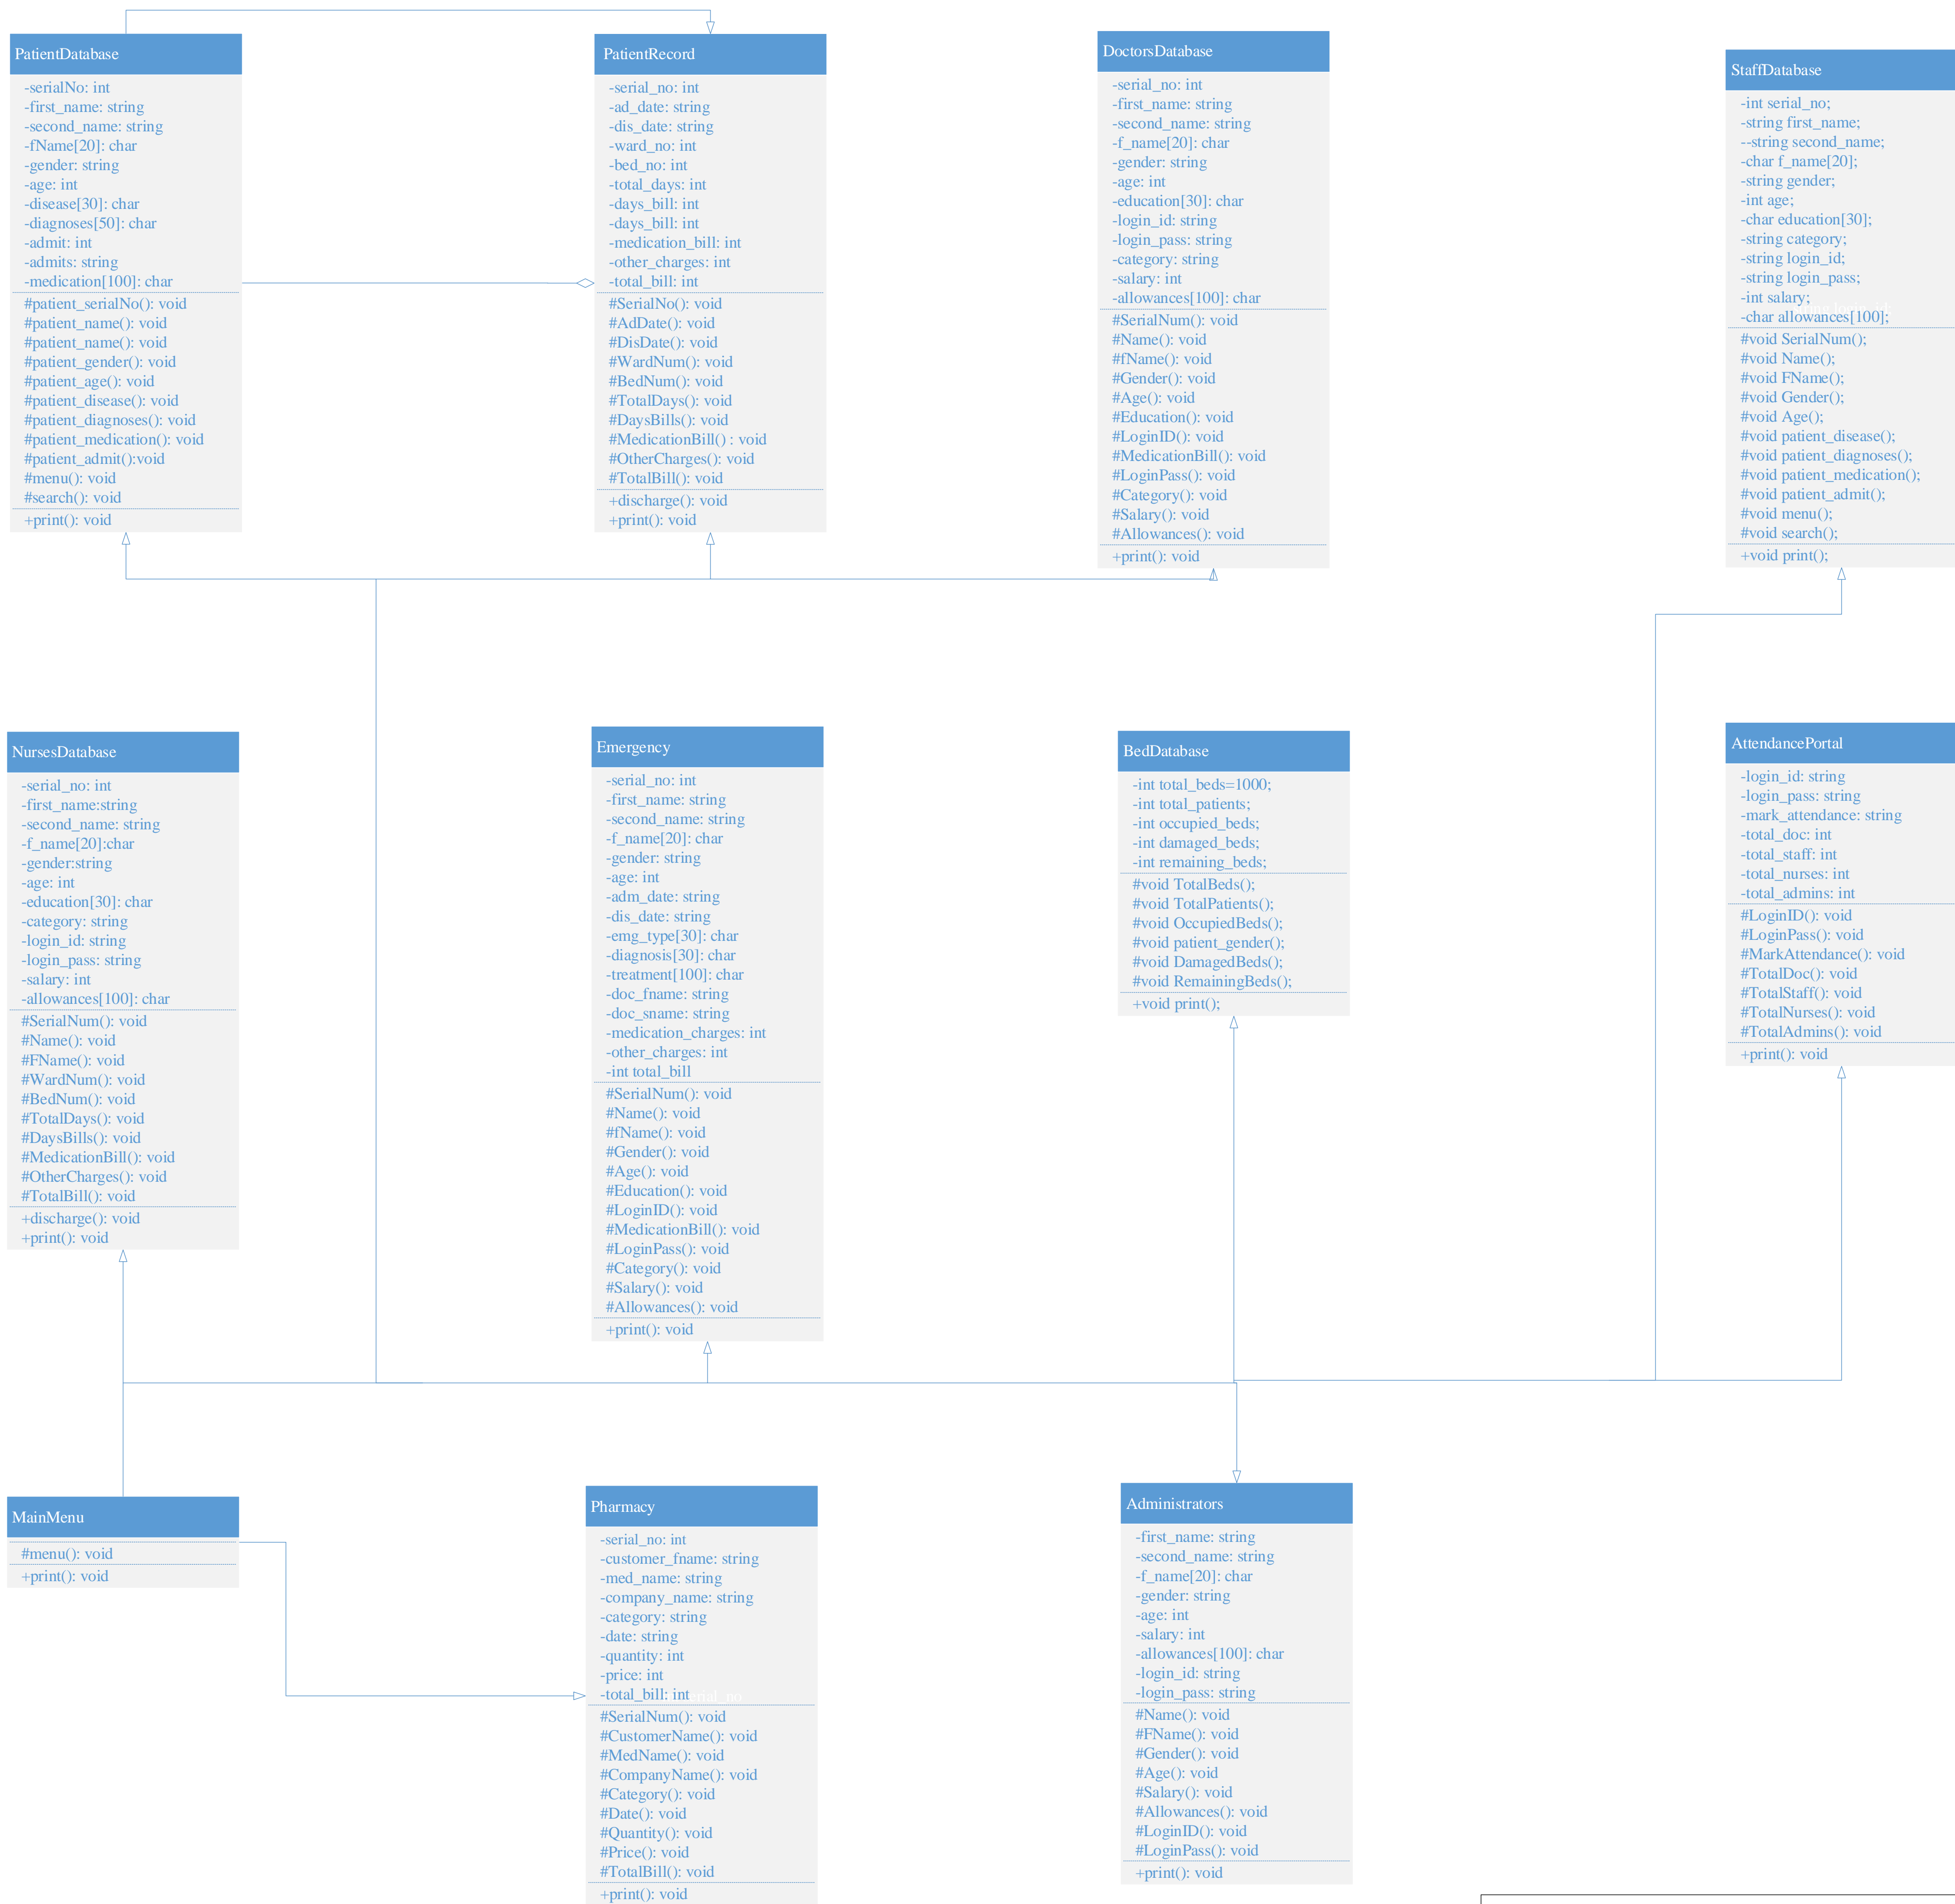 PatientDatabase
-serialNo: int
-first_name: string
-second_name: string
-fName[20]: char
-gender: string
-age: int
-disease[30]: char
-diagnoses[50]: char
-admit: int
-admits: string
-medication[100]: char
#patient_serialNo(): void
#patient_name(): void
#patient_name(): void
#patient_gender(): void
#patient_age(): void
#patient_disease(): void
#patient_diagnoses(): void
#patient_medication(): void
#patient_admit():void
#menu(): void
#search(): void
+print(): void
PatientRecord
-serial_no: int
-ad_date: string
-dis_date: string
-ward_no: int
-bed_no: int
-total_days: int
-days_bill: int
-days_bill: int
-medication_bill: int
-other_charges: int
-total_bill: int
#SerialNo(): void
#AdDate(): void
#DisDate(): void
#WardNum(): void
#BedNum(): void
#TotalDays(): void
#DaysBills(): void
#MedicationBill() : void
#OtherCharges(): void
#TotalBill(): void
+discharge(): void
+print(): void
DoctorsDatabase
-serial_no: int
-first_name: string
-second_name: string
-f_name[20]: char
-gender: string
-age: int
-education[30]: char
-login_id: string
-login_pass: string
-category: string
-salary: int
-allowances[100]: char
#SerialNum(): void
#Name(): void
#fName(): void
#Gender(): void
#Age(): void
#Education(): void
#LoginID(): void
#MedicationBill(): void
#LoginPass(): void
#Category(): void
#Salary(): void
#Allowances(): void
+print(): void
StaffDatabase
-int serial_no;
-string first_name;
--string second_name;
-char f_name[20];
-string gender;
-int age;
-char education[30];
-string category;
-string login_id;
-string login_pass;
-int salary;
-char allowances[100];
#void SerialNum();
#void Name();
#void FName();
#void Gender();
#void Age();
#void patient_disease();
#void patient_diagnoses();
#void patient_medication();
#void patient_admit();
#void menu();
#void search();
+void print();
NursesDatabase
-serial_no: int
-first_name:string
-second_name: string
-f_name[20]:char
-gender:string
-age: int
-education[30]: char
-category: string
-login_id: string
-login_pass: string
-salary: int
-allowances[100]: char
#SerialNum(): void
#Name(): void
#FName(): void
#WardNum(): void
#BedNum(): void
#TotalDays(): void
#DaysBills(): void
#MedicationBill(): void
#OtherCharges(): void
#TotalBill(): void
+discharge(): void
+print(): void
Emergency
-serial_no: int
-first_name: string
-second_name: string
-f_name[20]: char
-gender: string
-age: int
-adm_date: string
-dis_date: string
-emg_type[30]: char
-diagnosis[30]: char
-treatment[100]: char
-doc_fname: string
-doc_sname: string
-medication_charges: int
-other_charges: int
-int total_bill
#SerialNum(): void
#Name(): void
#fName(): void
#Gender(): void
#Age(): void
#Education(): void
#LoginID(): void
#MedicationBill(): void
#LoginPass(): void
#Category(): void
#Salary(): void
#Allowances(): void
+print(): void
BedDatabase
-int total_beds=1000;
-int total_patients;
-int occupied_beds;
-int damaged_beds;
-int remaining_beds;
#void TotalBeds();
#void TotalPatients();
#void OccupiedBeds();
#void patient_gender();
#void DamagedBeds();
#void RemainingBeds();
+void print();
AttendancePortal
-login_id: string
-login_pass: string
-mark_attendance: string
-total_doc: int
-total_staff: int
-total_nurses: int
-total_admins: int
#LoginID(): void
#LoginPass(): void
#MarkAttendance(): void
#TotalDoc(): void
#TotalStaff(): void
#TotalNurses(): void
#TotalAdmins(): void
+print(): void
MainMenu
#menu(): void
+print(): void
Pharmacy
-serial_no: int
-customer_fname: string
-med_name: string
-company_name: string
-category: string
-date: string
-quantity: int
-price: int
-total_bill: int
#SerialNum(): void
#CustomerName(): void
#MedName(): void
#CompanyName(): void
#Category(): void
#Date(): void
#Quantity(): void
#Price(): void
#TotalBill(): void
+print(): void
Administrators
-first_name: string
-second_name: string
-f_name[20]: char
-gender: string
-age: int
-salary: int
-allowances[100]: char
-login_id: string
-login_pass: string
#Name(): void
#FName(): void
#Gender(): void
#Age(): void
#Salary(): void
#Allowances(): void
#LoginID(): void
#LoginPass(): void
+print(): void